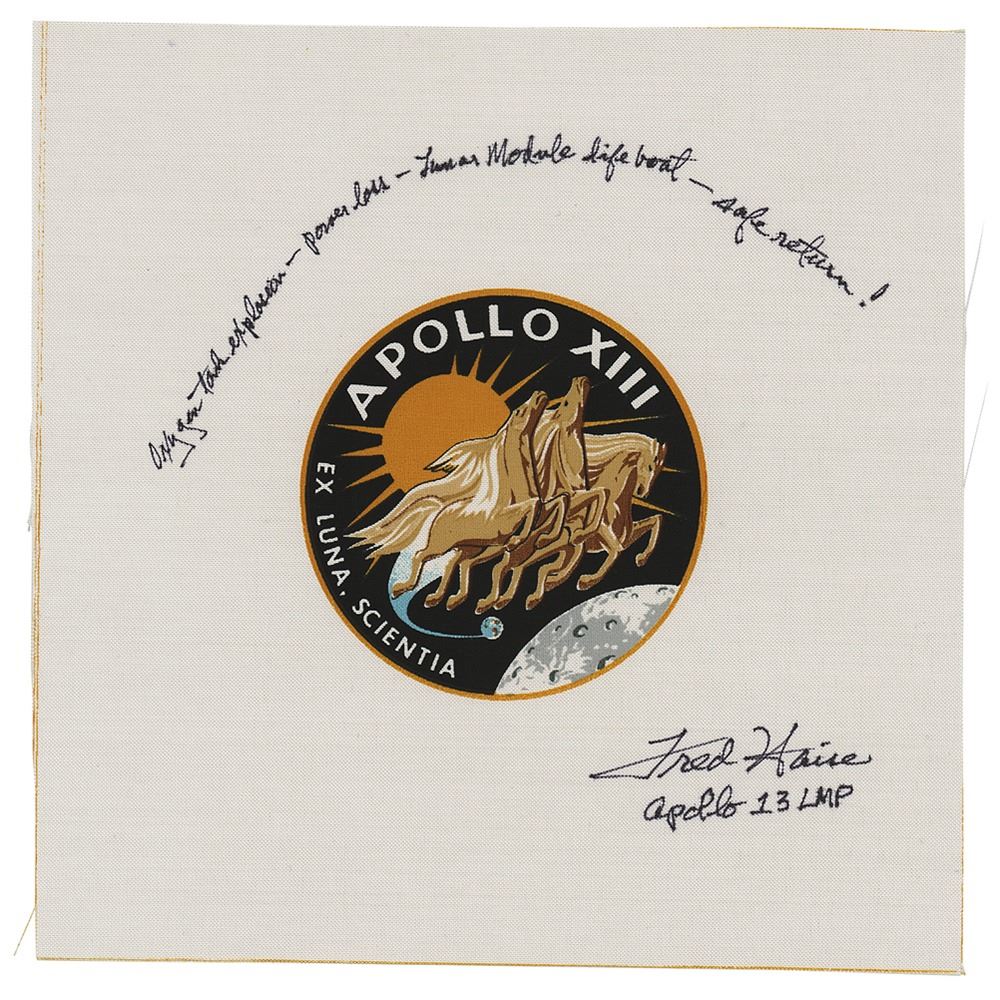 Oxygen tank explosion – power loss – Lunar Module life boat – safe return!
APOLLO XIII
EX LUNA, SCIENTIA
Fred Haise
Apollo 13 LMP